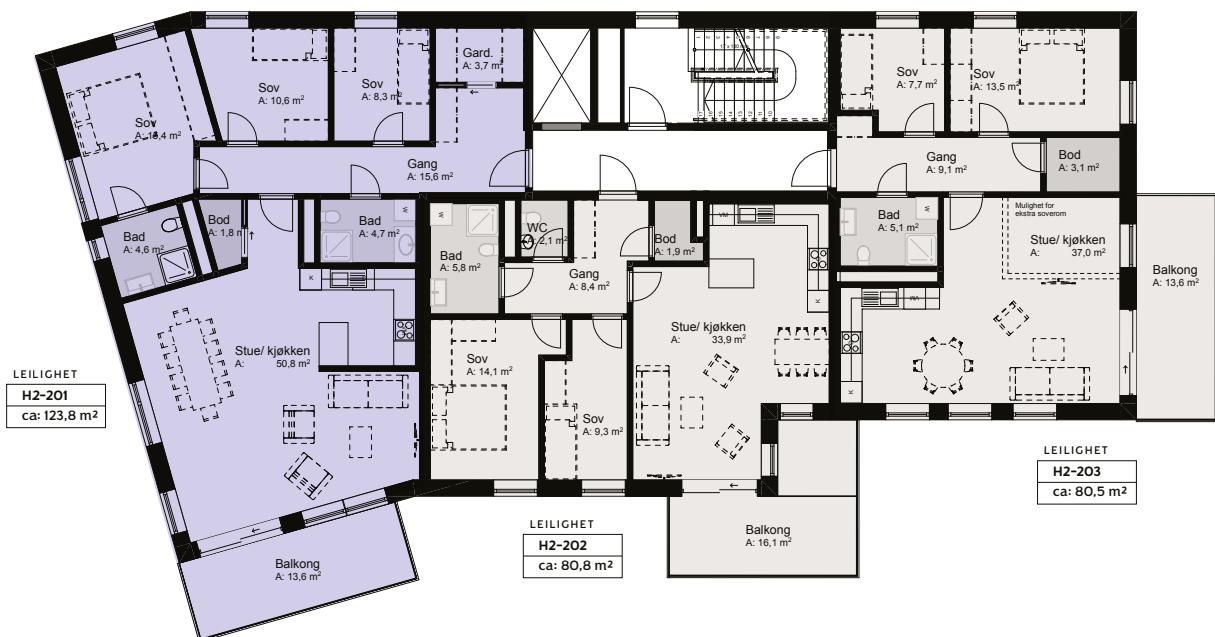 Sov
A: 13,4 m²
Sov
A: 10,6 m²
Sov
A: 8,3 m²
Gard.
A: 3,7 m²
Gang
A: 15,6 m²
Bad
A: 4,6 m²
Bod
A: 1,8 m²
Bad
A: 4,7 m²
W
K
Stue/ kjøkken
A: 50,8 m²
Balkong
A: 13,6 m²
LEILIGHET
H2-201
ca: 123,8 m²
W
Bad
A: 5,8 m²
WC
A: 2,1 m²
Gang
A: 8,4 m²
Bod
A: 1,9 m²
VM
K
Stue/ kjøkken
A: 33,9 m²
Sov
A: 14,1 m²
Sov
A: 9,3 m²
Balkong
A: 16,1 m²
LEILIGHET
H2-202
ca: 80,8 m²
Sov
A: 7,7 m²
Sov
A: 13,5 m²
Gang
A: 9,1 m²
Bod
A: 3,1 m²
Bad
A: 5,1 m²
W
Mulighet for
ekstra soverom
Stue/ kjøkken
A: 37,0 m²
VM
K
Balkong
A: 13,6 m²
LEILIGHET
H2-203
ca: 80,5 m²